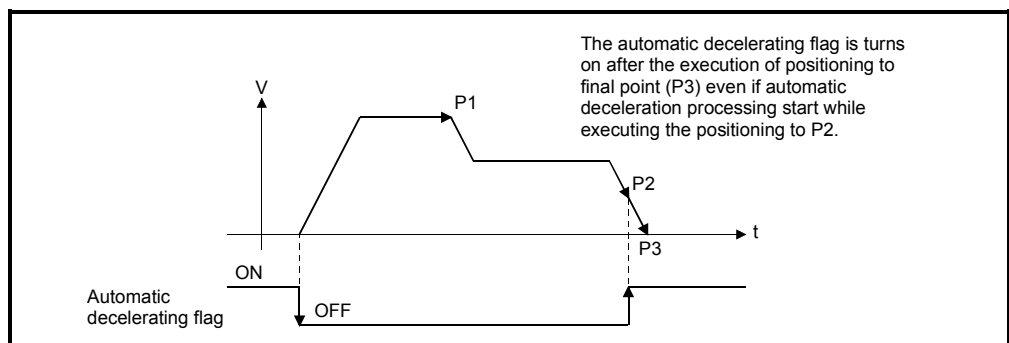 The automatic decelerating flag is turns
on after the execution of positioning to
final point (P3) even if automatic
deceleration processing start while
executing the positioning to P2.
V
P1
P2
t
P3
ON
OFF
Automatic
decelerating flag